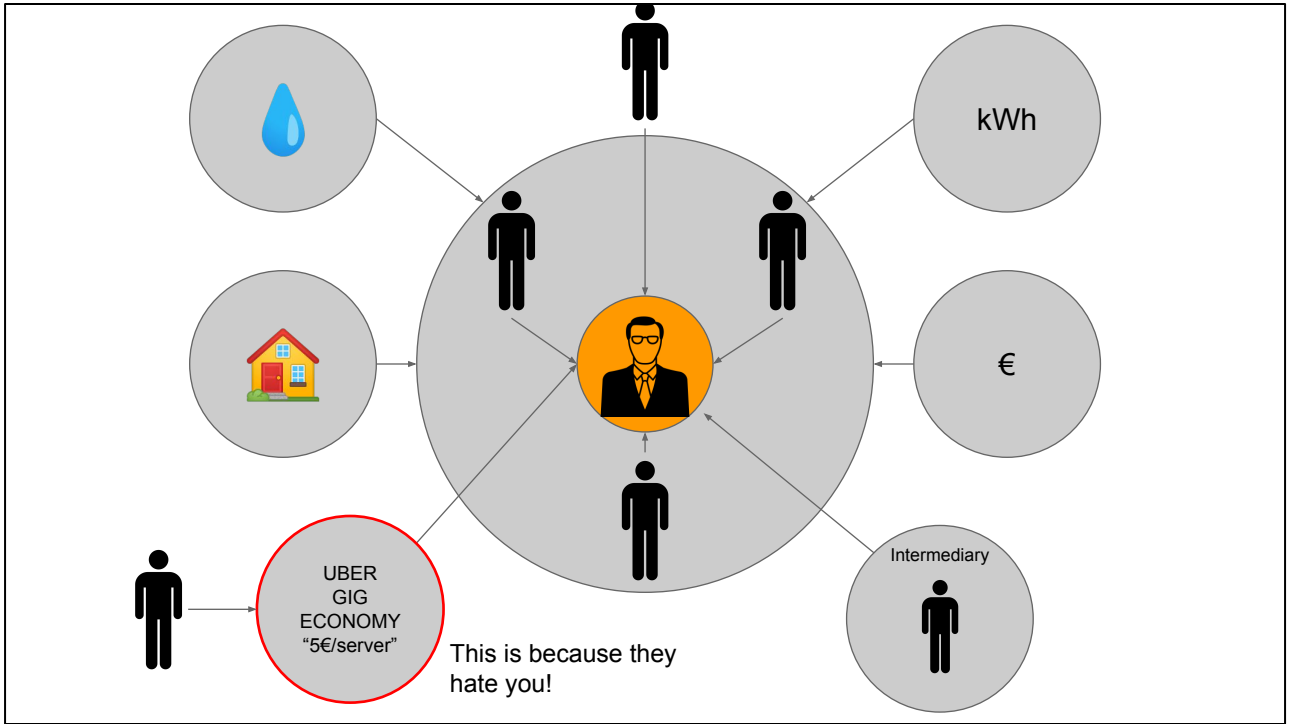 kWh
€
Intermediary
UBER
GIG
ECONOMY
“5€/server”
This is because they
hate you!